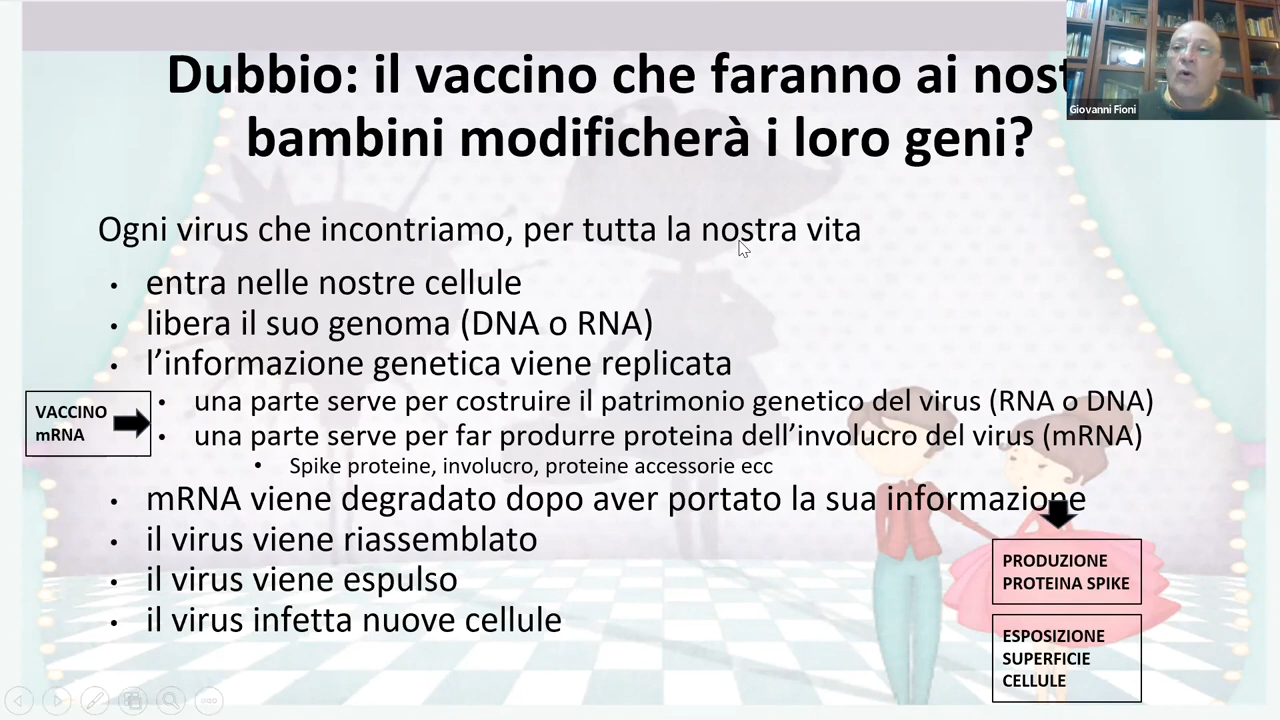 Dubbio: il vaccino che faranno ai nost
bambini modificherà i loro geni?
Giovanni Fioni
Ogni virus che incontriamo, per tutta la nostra vita
• entra nelle nostre cellule
• libera il suo genoma (DNA o RNA)
• l’informazione genetica viene replicata
VACCINO
mRNA
• una parte serve per costruire il patrimonio genetico del virus (RNA o DNA)
• una parte serve per far produrre proteina dell’involucro del virus (mRNA)
• Spike proteine, involucro, proteine accessorie ecc
• mRNA viene degradato dopo aver portato la sua informazione
• il virus viene riassemblato
• il virus viene espulso
• il virus infetta nuove cellule
PRODUZIONE
PROTEINA SPIKE
ESPOSIZIONE
SUPERFICIE
CELLULE